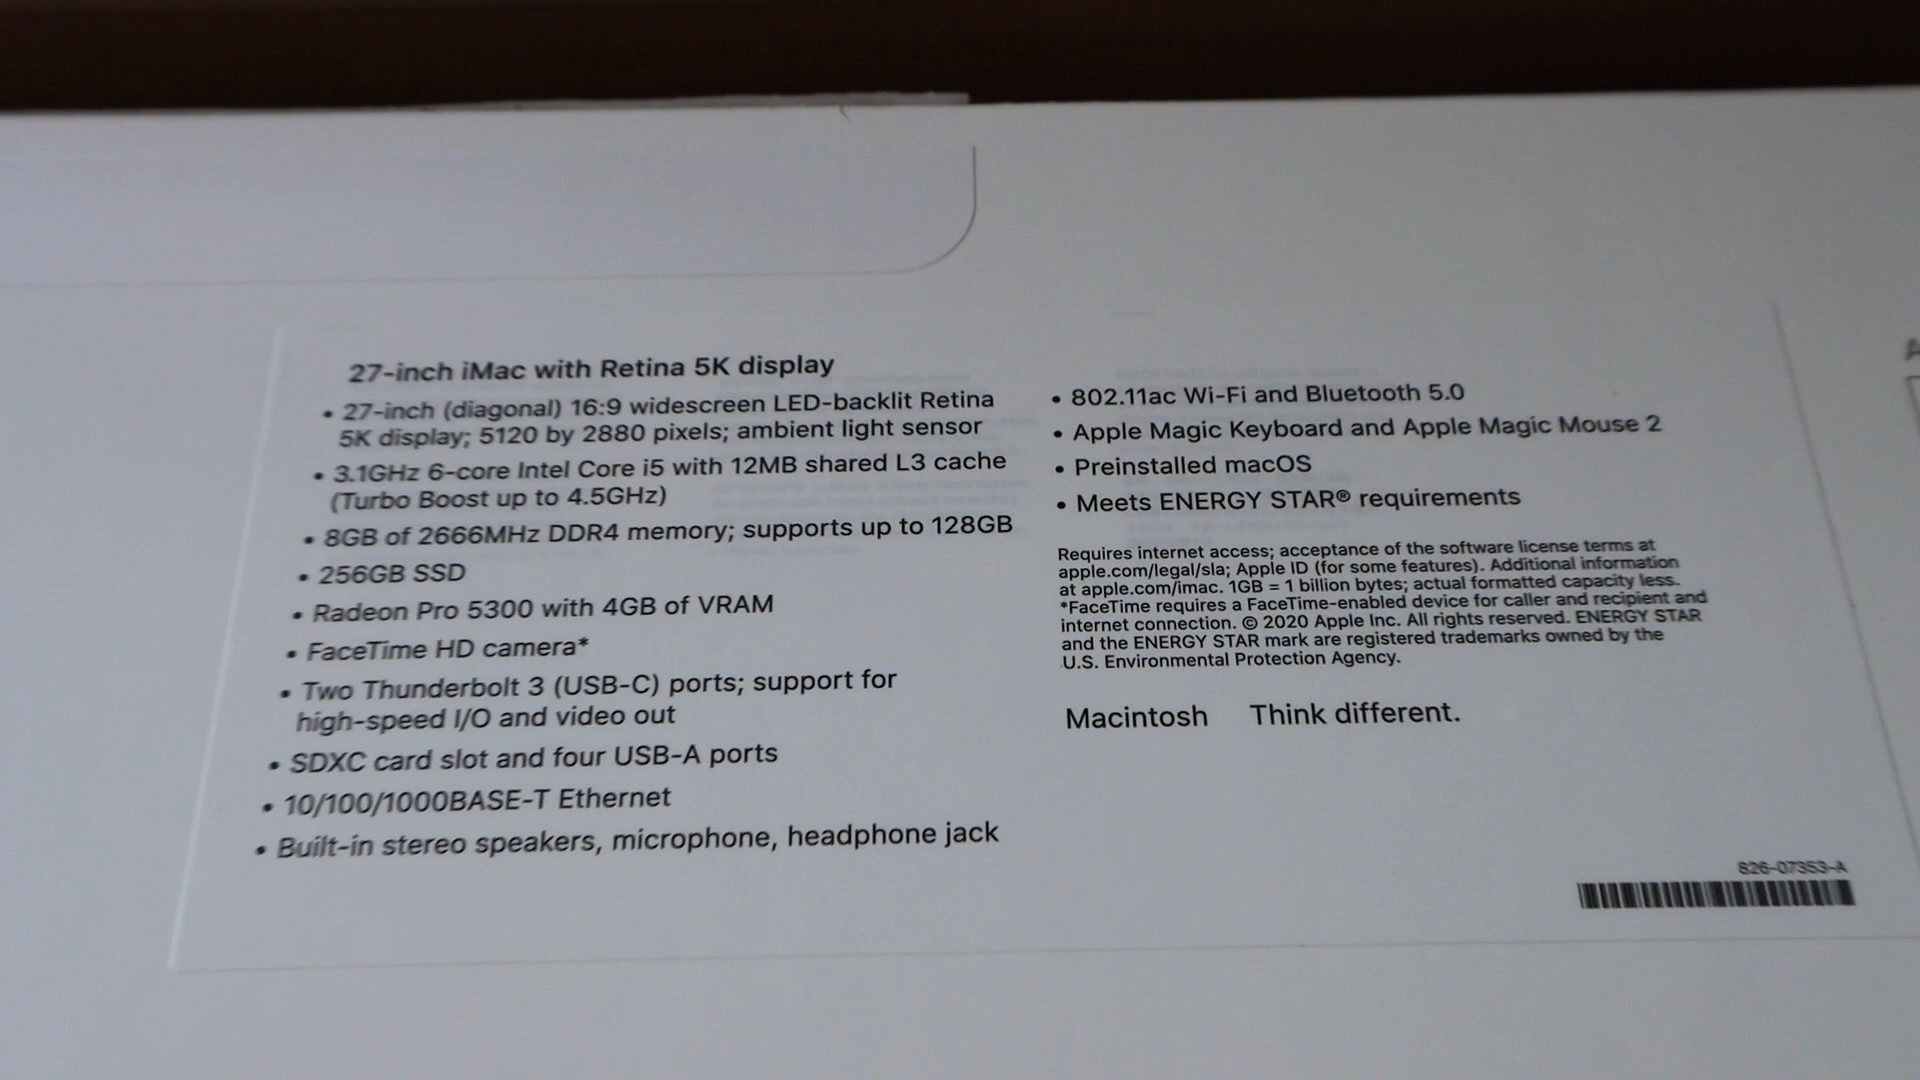 27-inch iMac with Retina 5K display
• 27-inch (diagonal) 16:9 widescreen LED-backlit Retina
5K display; 5120 by 2880 pixels; ambient light sensor
• 3.1GHz 6-core Intel Core i5 with 12MB shared L3 cache
(Turbo Boost up to 4.5GHz)
• 8GB of 2666MHz DDR4 memory; supports up to 128GB
• 256GB SSD
• Radeon Pro 5300 with 4GB of VRAM
• FaceTime HD camera*
• Two Thunderbolt 3 (USB-C) ports; support for
high-speed I/O and video out
• SDXC card slot and four USB-A ports
• 10/100/1000BASE-T Ethernet
• Built-in stereo speakers, microphone, headphone jack
• 802.11ac Wi-Fi and Bluetooth 5.0
• Apple Magic Keyboard and Apple Magic Mouse 2
• Preinstalled macOS
• Meets ENERGY STAR® requirements
Requires internet access; acceptance of the software license terms at
apple.com/legal/sla; Apple ID (for some features). Additional information
at apple.com/imac. 1GB = 1 billion bytes; actual formatted capacity less.
*FaceTime requires a FaceTime-enabled device for caller and recipient and
internet connection. © 2020 Apple Inc. All rights reserved. ENERGY STAR
and the ENERGY STAR mark are registered trademarks owned by the
U.S. Environmental Protection Agency.
Macintosh Think different.
826-07353-A